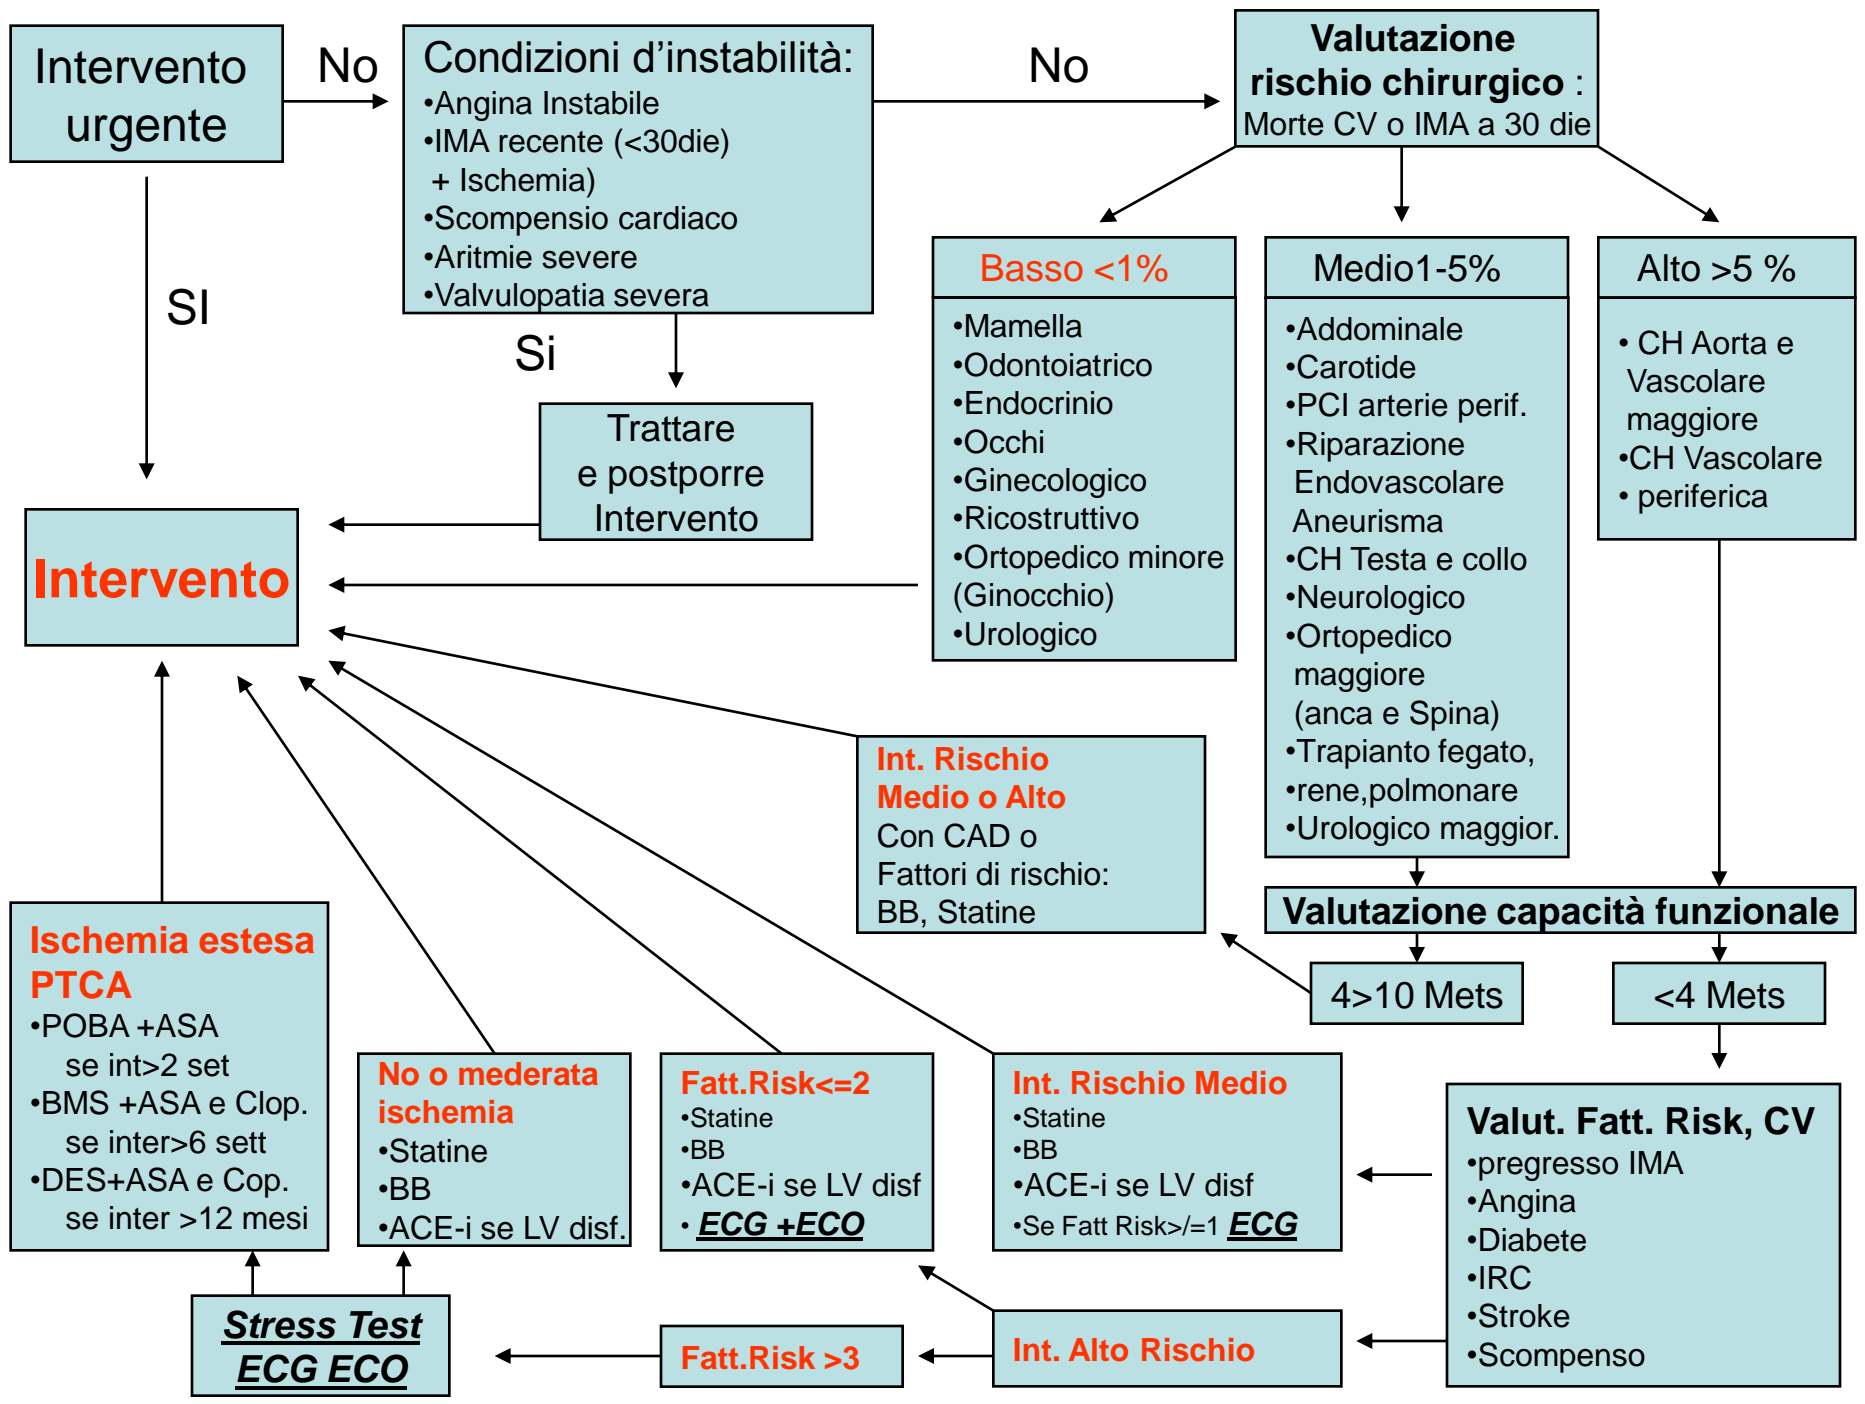 Intervento
urgente
No
Condizioni d'instabilità:
•Angina Instabile
•IMA recente (<30die)
+ Ischemia)
•Scompensio cardiaco
•Aritmie severe
•Valvulopatia severa
No
Valutazione
rischio chirurgico :
Morte CV o IMA a 30 die
SI
Si
Trattare
e postporre
Intervento
Basso <1%
•Mamella
•Odontoiatrico
•Endocrinio
•Occhi
•Ginecologico
•Ricostruttivo
•Ortopedico minore
(Ginocchio)
•Urologico
Medio1-5%
•Addominale
•Carotide
•PCI arterie perif.
•Riparazione
Endovascolare
Aneurisma
•CH Testa e collo
•Neurologico
•Ortopedico
maggiore
(anca e Spina)
•Trapianto fegato,
•rene,polmonare
•Urologico maggior.
Alto >5 %
• CH Aorta e
Vascolare
maggiore
•CH Vascolare
• periferica
Intervento
Int. Rischio
Medio o Alto
Con CAD o
Fattori di rischio:
BB, Statine
Valutazione capacità funzionale
4>10 Mets
<4 Mets
Ischemia estesa
PTCA
•POBA +ASA
se int>2 set
•BMS +ASA e Clop.
se inter>6 sett
•DES+ASA e Cop.
se inter >12 mesi
No o mederata
ischemia
•Statine
•BB
•ACE-i se LV disf.
Fatt.Risk<=2
•Statine
•BB
•ACE-i se LV disf
• ECG +ECO
Int. Rischio Medio
•Statine
•BB
•ACE-i se LV disf
•Se Fatt Risk>/=1 ECG
Valut. Fatt. Risk, CV
•pregresso IMA
•Angina
•Diabete
•IRC
•Stroke
•Scompenso
Stress Test
ECG ECO
Fatt.Risk >3
Int. Alto Rischio